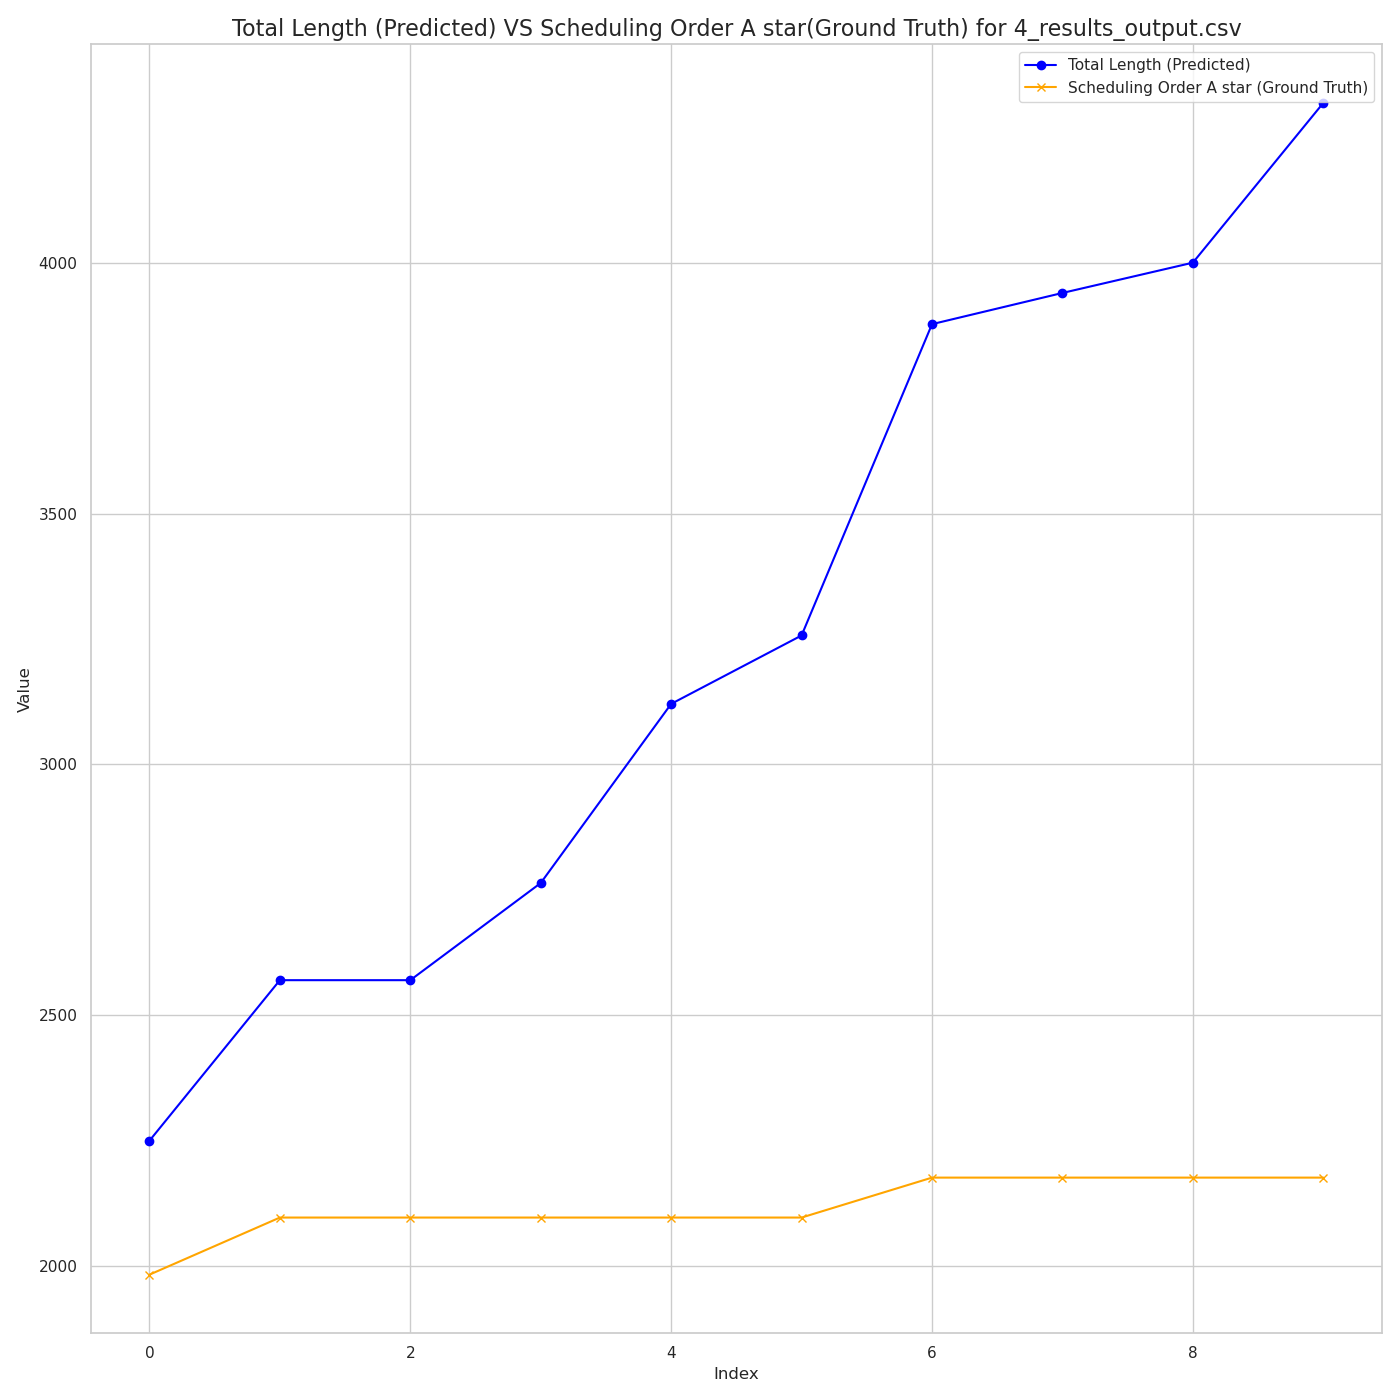 Total Length (Predicted) VS Scheduling Order A star(Ground Truth) for 4_results_output.csv
Total Length (Predicted)
Scheduling Order A star (Ground Truth)
4000
3500
3000
2500
2000
Value
0 2 4 6 8
Index